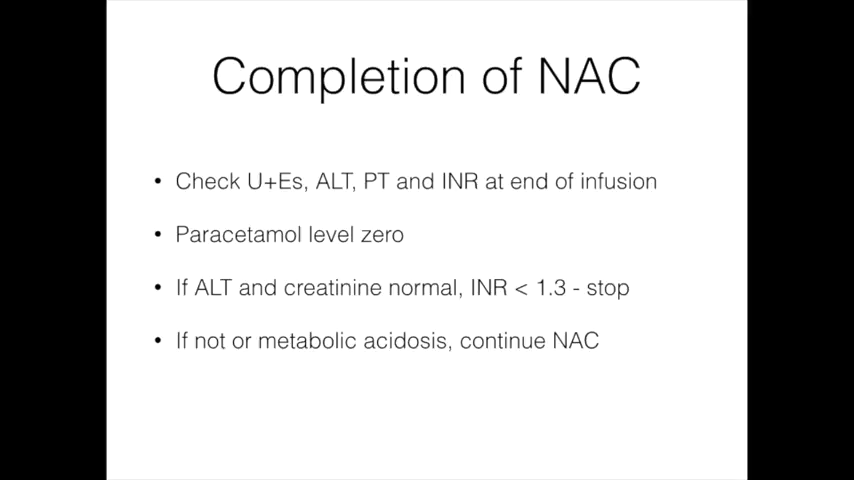 Completion of NAC
• Check U+Es, ALT, PT and INR at end of infusion
• Paracetamol level zero
• If ALT and creatinine normal, INR < 1.3 - stop
• If not or metabolic acidosis, continue NAC